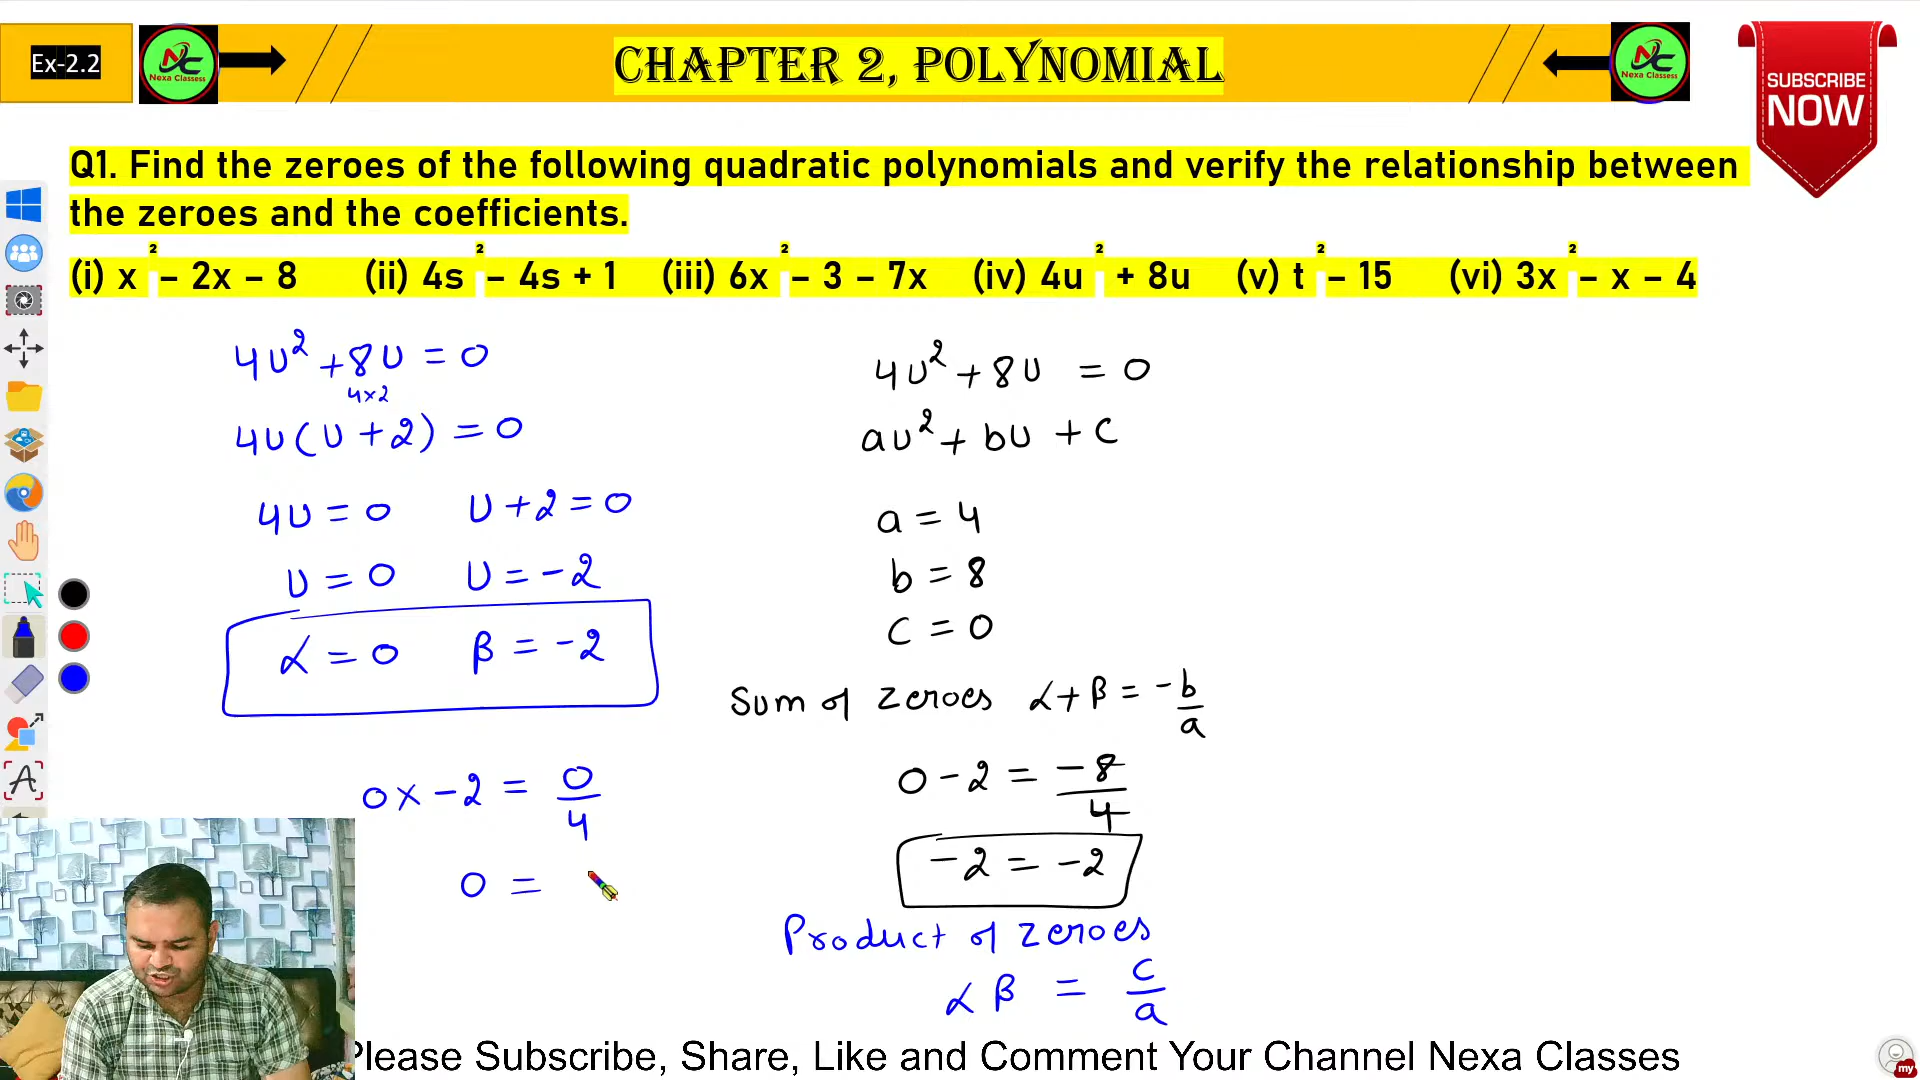 Ex-2.2
Nexa Classess
CHAPTER 2, POLYNOMIAL
Nexa Classess
SUBSCRIBE
NOW
Q1. Find the zeroes of the following quadratic polynomials and verify the relationship between
the zeroes and the coefficients.
(i) x² – 2x – 8 (ii) 4s² – 4s + 1 (iii) 6x² – 3 – 7x (iv) 4u² + 8u (v) t² – 15 (vi) 3x² – x – 4
4U² + 8U = 0
4×2
4U(U + 2) = 0
4U = 0 U + 2 = 0
U = 0 U = -2
α = 0 β = -2
0 × -2 = 0/4
0 =
4U² + 8U = 0
aU² + bU + C
a = 4
b = 8
C = 0
Sum of zeroes α + β = -b/a
0 - 2 = -8/4
-2 = -2
Product of zeroes
α β = C/a
Please Subscribe, Share, Like and Comment Your Channel Nexa Classes
my